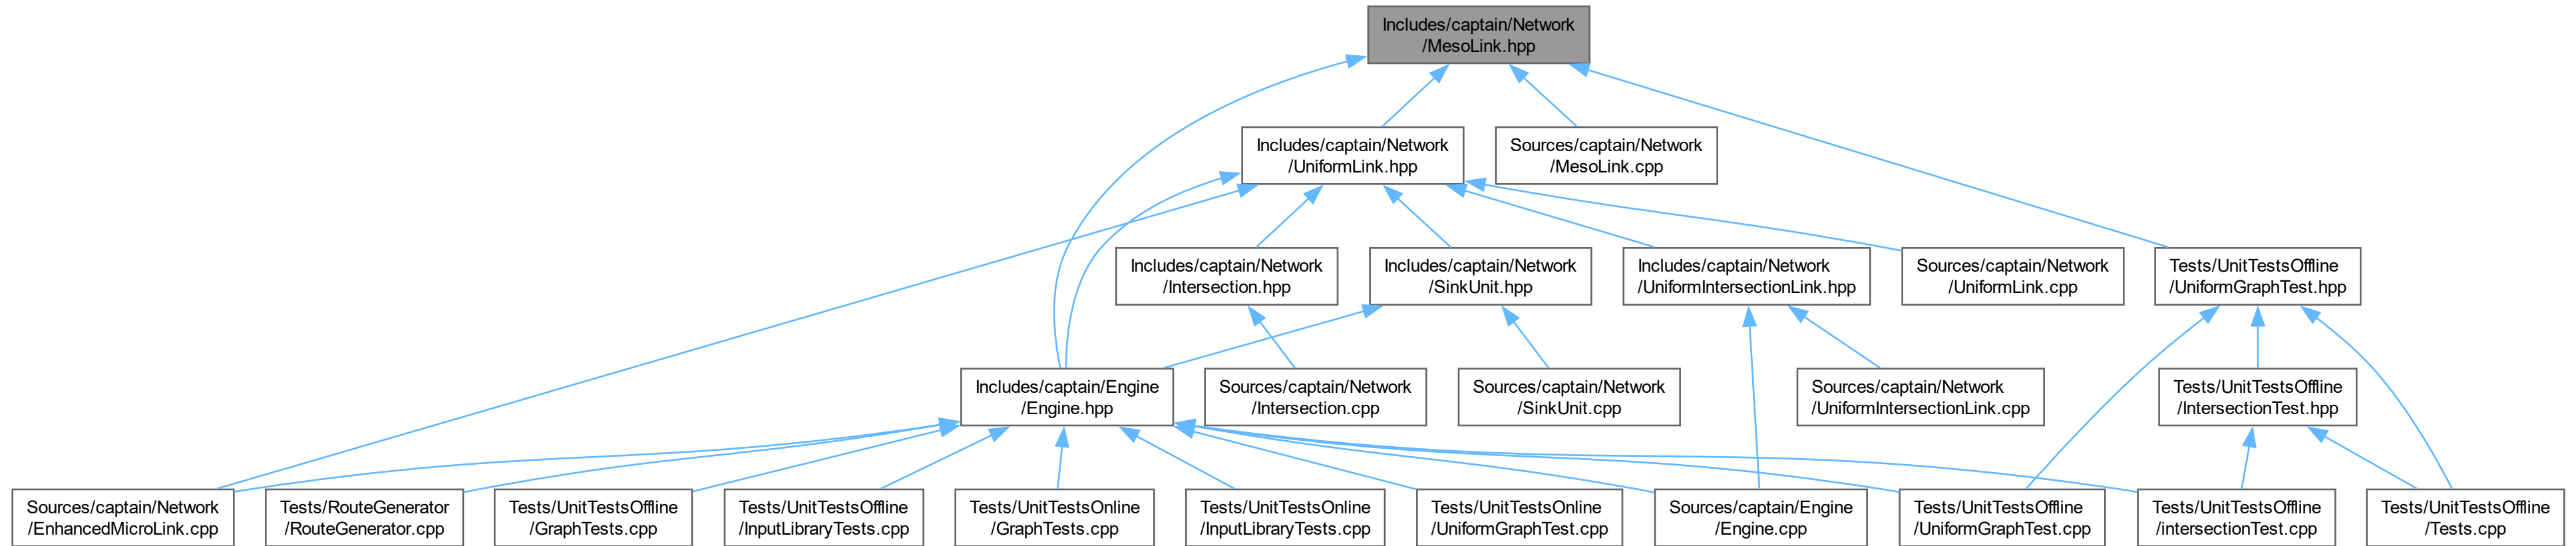 Includes/captain/Network
/MesoLink.hpp
Includes/captain/Network
/UniformLink.hpp
Sources/captain/Network
/MesoLink.cpp
Includes/captain/Network
/Intersection.hpp
Includes/captain/Network
/SinkUnit.hpp
Includes/captain/Network
/UniformIntersectionLink.hpp
Sources/captain/Network
/UniformLink.cpp
Tests/UnitTestsOffline
/UniformGraphTest.hpp
Includes/captain/Engine
/Engine.hpp
Sources/captain/Network
/Intersection.cpp
Sources/captain/Network
/SinkUnit.cpp
Sources/captain/Network
/UniformIntersectionLink.cpp
Tests/UnitTestsOffline
/IntersectionTest.hpp
Sources/captain/Network
/EnhancedMicroLink.cpp
Tests/RouteGenerator
/RouteGenerator.cpp
Tests/UnitTestsOffline
/GraphTests.cpp
Tests/UnitTestsOffline
/InputLibraryTests.cpp
Tests/UnitTestsOnline
/GraphTests.cpp
Tests/UnitTestsOnline
/InputLibraryTests.cpp
Tests/UnitTestsOnline
/UniformGraphTest.cpp
Sources/captain/Engine
/Engine.cpp
Tests/UnitTestsOffline
/UniformGraphTest.cpp
Tests/UnitTestsOffline
/intersectionTest.cpp
Tests/UnitTestsOffline
/Tests.cpp